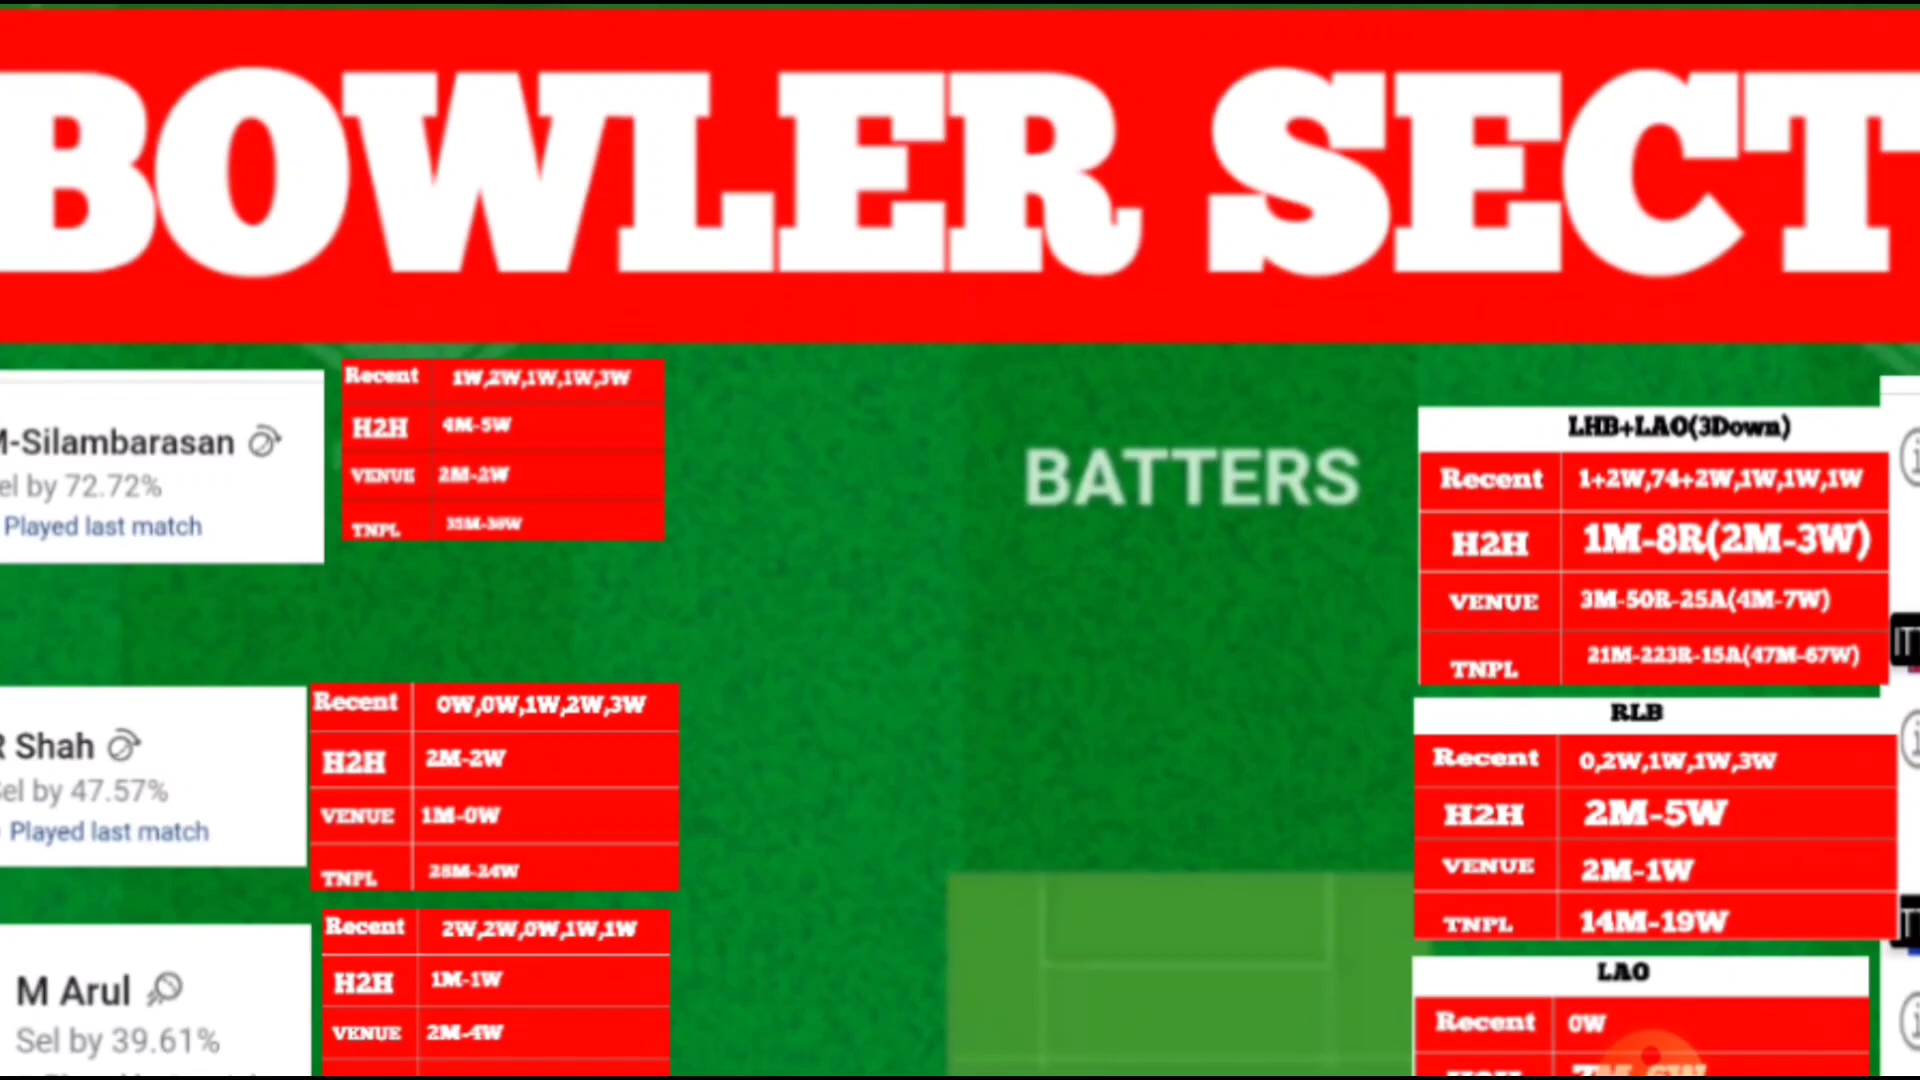 BOWLER SECT
M-Silambarasan
el by 72.72%
Played last match
Recent 1W,2W,1W,1W,3W
H2H 4M-5W
VENUE 2M-2W
TNPL
BATTERS
LHB+LAO(3Down)
Recent 1+2W,74+2W,1W,1W,1W
H2H 1M-8R(2M-3W)
VENUE 3M-50R-25A(4M-7W)
TNPL 21M-223R-15A(47M-67W)
R Shah
Sel by 47.57%
Played last match
Recent 0W,0W,1W,2W,3W
H2H 2M-2W
VENUE 1M-0W
TNPL 28M-24W
RLB
Recent 0,2W,1W,1W,3W
H2H 2M-5W
VENUE 2M-1W
TNPL 14M-19W
M Arul
Sel by 39.61%
Recent 2W,2W,0W,1W,1W
H2H 1M-1W
VENUE 2M-4W
LAO
Recent 0W